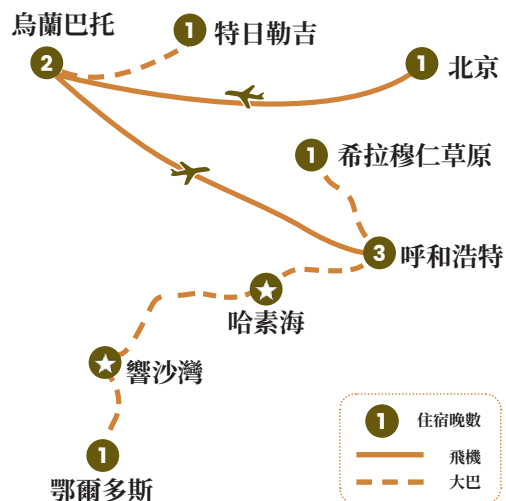 烏蘭巴托
1
特日勒吉
2
1
北京
1
希拉穆仁草原
3
呼和浩特
哈素海
響沙灣
1
鄂爾多斯
1
住宿晚數
飛機
大巴